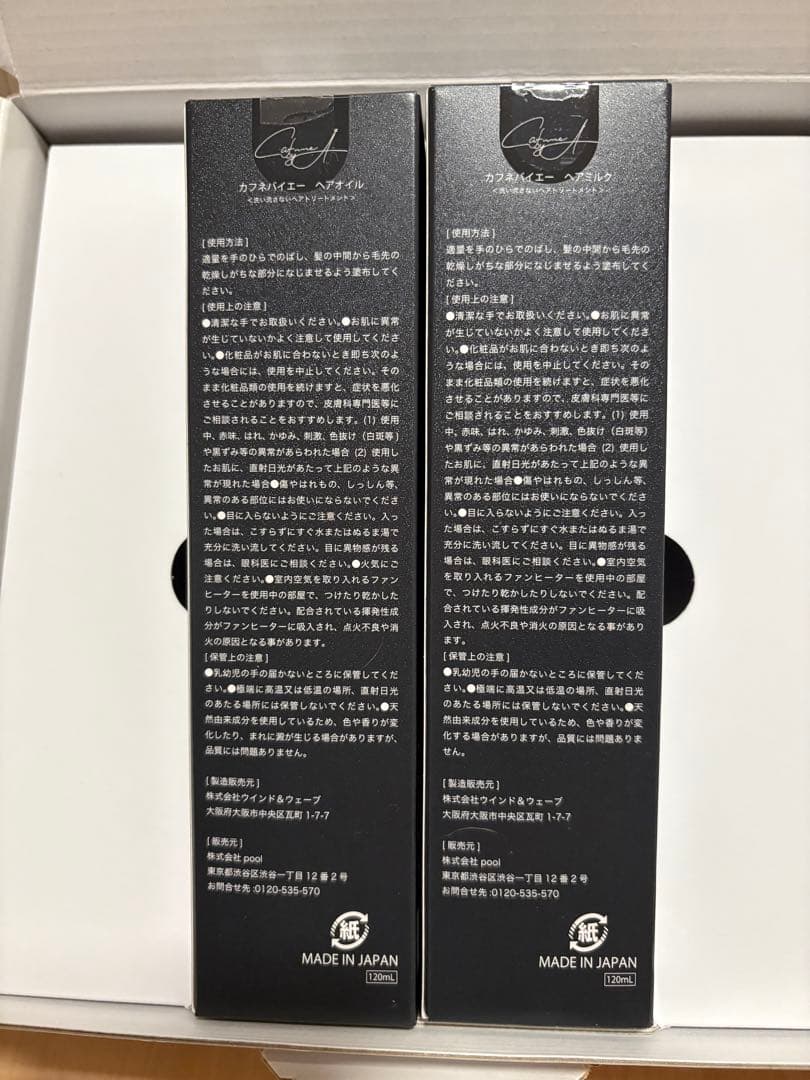 カフネバイエー ヘアオイル
<洗い流さないヘアトリートメント>
[ 使用方法 ]
適量を手のひらでのばし、髪の中間から毛先の
乾燥しがちな部分になじませるよう塗布してく
ださい。
[ 使用上の注意 ]
●清潔な手でお取扱いください。●お肌に異常
が生じていないかよく注意して使用してくださ
い。●化粧品がお肌に合わないとき即ち次のよ
うな場合には、使用を中止してください。その
まま化粧品類の使用を続けますと、症状を悪化
させることがありますので、皮膚科専門医等に
ご相談されることをおすすめします。(1) 使用
中、赤味、はれ、かゆみ、刺激、色抜け（白斑等）
や黒ずみ等の異常があらわれた場合 (2) 使用し
たお肌に、直射日光があたって上記のような異
常が現れた場合●傷やはれもの、しっしん等、
異常のある部位にはお使いにならないでくださ
い。●目に入らないようにご注意ください。入っ
た場合は、こすらずにすぐ水またはぬるま湯で
充分に洗い流してください。目に異物感が残る
場合は、眼科医にご相談ください。●火気にご
注意ください。●室内空気を取り入れるファン
ヒーターを使用中の部屋で、つけたり乾かした
りしないでください。配合されている揮発性成
分がファンヒーターに吸入され、点火不良や消
火の原因となる事があります。
[ 保管上の注意 ]
●乳幼児の手の届かないところに保管してくだ
さい。●極端に高温又は低温の場所、直射日光
のあたる場所には保管しないでください。●天
然由来成分を使用しているため、色や香りが変
化したり、まれに澱が生じる場合がありますが、
品質には問題ありません。
[ 製造販売元 ]
株式会社ウインド＆ウェーブ
大阪府大阪市中央区瓦町 1-7-7
[ 販売元 ]
株式会社 pool
東京都渋谷区渋谷一丁目 12 番 2 号
お問合せ先 :0120-535-570
紙
MADE IN JAPAN
120mL
カフネバイエー ヘアミルク
<洗い流さないヘアトリートメント>
[ 使用方法 ]
適量を手のひらでのばし、髪の中間から毛先の
乾燥しがちな部分になじませるよう塗布してく
ださい。
[ 使用上の注意 ]
●清潔な手でお取扱いください。●お肌に異常
が生じていないかよく注意して使用してくださ
い。●化粧品がお肌に合わないとき即ち次のよ
うな場合には、使用を中止してください。その
まま化粧品類の使用を続けますと、症状を悪化
させることがありますので、皮膚科専門医等に
ご相談されることをおすすめします。(1) 使用
中、赤味、はれ、かゆみ、刺激、色抜け（白斑等）
や黒ずみ等の異常があらわれた場合 (2) 使用し
たお肌に、直射日光があたって上記のような異
常が現れた場合●傷やはれもの、しっしん等、
異常のある部位にはお使いにならないでくださ
い。●目に入らないようにご注意ください。入っ
た場合は、こすらずにすぐ水またはぬるま湯で
充分に洗い流してください。目に異物感が残る
場合は、眼科医にご相談ください。●室内空気
を取り入れるファンヒーターを使用中の部屋
で、つけたり乾かしたりしないでください。配
合されている揮発性成分がファンヒーターに吸
入され、点火不良や消火の原因となる事があり
ます。
[ 保管上の注意 ]
●乳幼児の手の届かないところに保管してくだ
さい。●極端に高温又は低温の場所、直射日光
のあたる場所には保管しないでください。●天
然由来成分を使用しているため、色や香りが変
化する場合がありますが、品質には問題ありま
せん。
[ 製造販売元 ]
株式会社ウインド＆ウェーブ
大阪府大阪市中央区瓦町 1-7-7
[ 販売元 ]
株式会社 pool
東京都渋谷区渋谷一丁目 12 番 2 号
お問合せ先 :0120-535-570
紙
MADE IN JAPAN
120mL